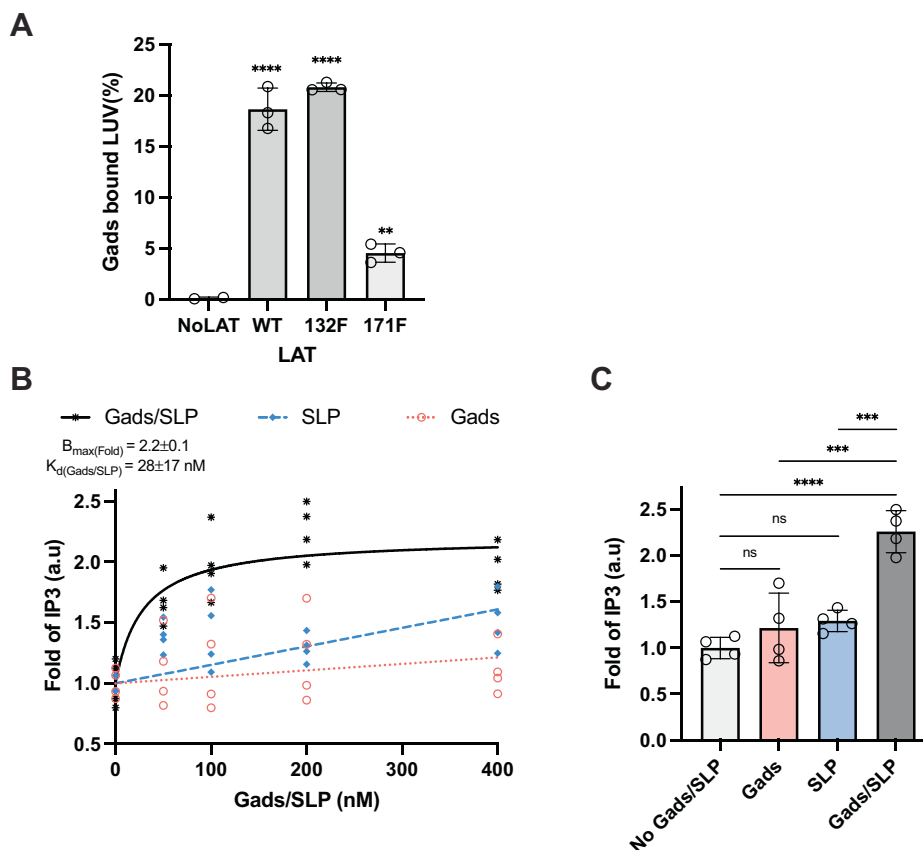 A
Gads bound LUV(%)
25
20
15
10
5
0
****
****
**
NoLAT WT 132F 171F
LAT
B
Gads/SLP SLP Gads
Bmax(Fold) = 2.2±0.1
Kd(Gads/SLP) = 28±17 nM
Fold of IP3 (a.u)
2.5
2.0
1.5
1.0
0.5
0 100 200 300 400
Gads/SLP (nM)
C
***
***
****
ns
ns
Fold of IP3 (a.u)
2.5
2.0
1.5
1.0
0.5
0.0
No Gads/SLP
Gads
SLP
Gads/SLP